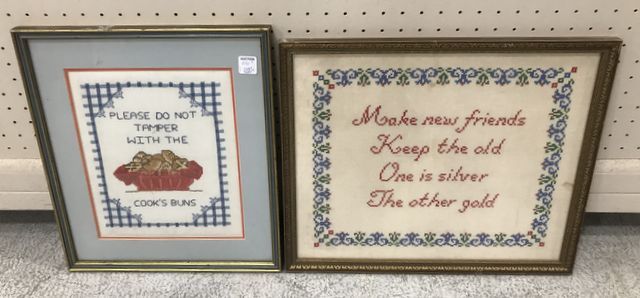 PLEASE DO NOT
TAMPER
WITH THE
COOK'S BUNS
Make new friends
Keep the old
One is silver
The other gold